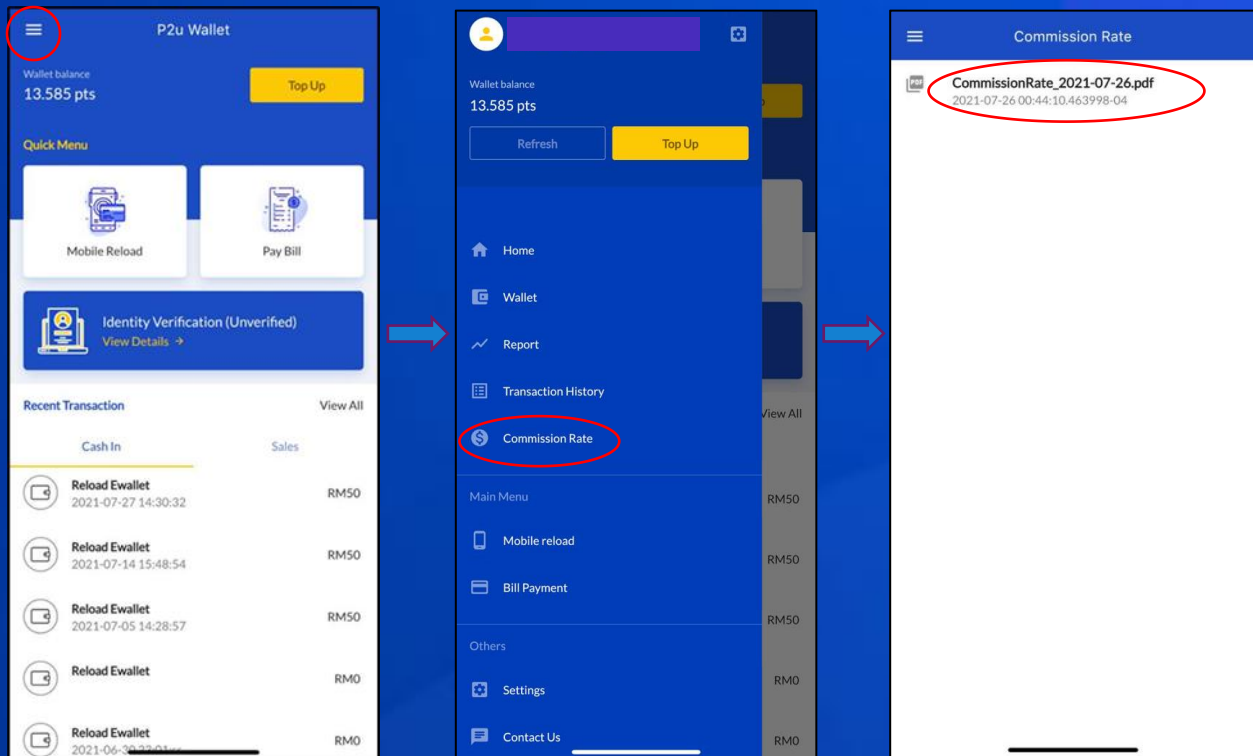 P2u Wallet
Wallet balance
13.585 pts
Top Up
Quick Menu
Mobile Reload
Pay Bill
Identity Verification (Unverified)
View Details →
Recent Transaction
View All
Cash In
Sales
Reload Ewallet
RM50
2021-07-27 14:30:32
Reload Ewallet
RM50
2021-07-14 15:48:54
Reload Ewallet
RM50
2021-07-05 14:28:57
Reload Ewallet
RM0
Reload Ewallet
RM0
Wallet balance
13.585 pts
Refresh
Top Up
Home
Wallet
Report
Transaction History
View All
Commission Rate
Main Menu
RM50
Mobile reload
RM50
Bill Payment
RM50
Others
RM0
Settings
Contact Us
RM0
Commission Rate
PDF
CommissionRate_2021-07-26.pdf
2021-07-26 00:44:10.463998-04